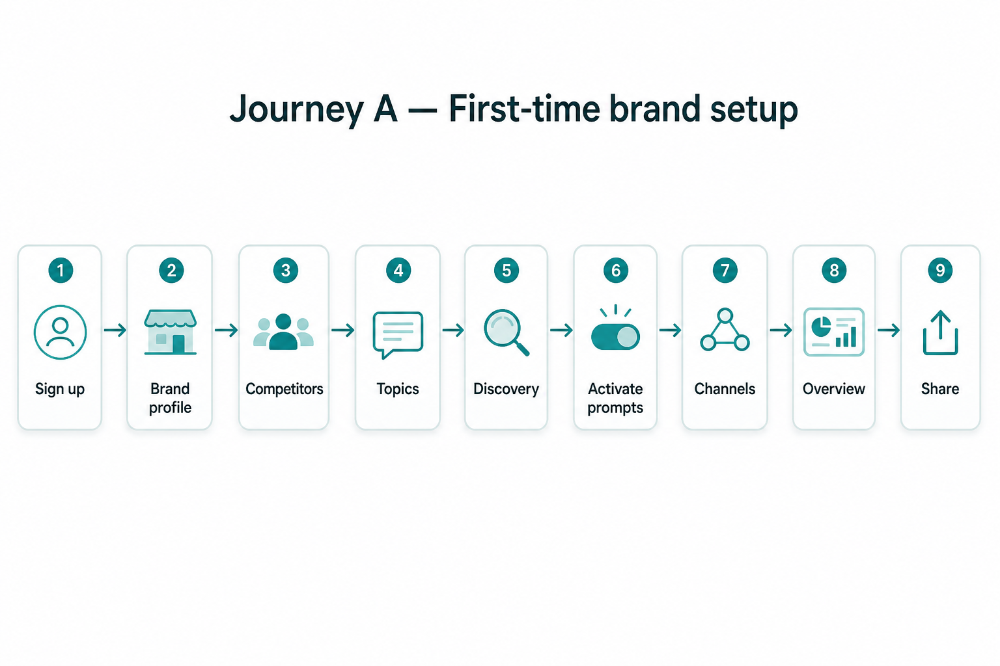 Journey A — First-time brand setup
1
2
3
4
5
6
7
8
9
Sign up
Brand
profile
Competitors
Topics
Discovery
Activate
prompts
Channels
Overview
Share